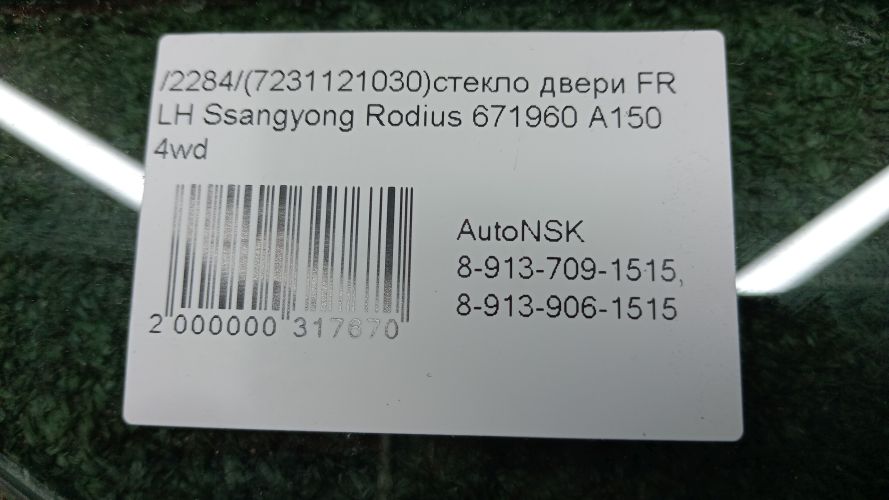 /2284/(7231121030)стекло двери FR
LH Ssangyong Rodius 671960 A150
4wd
AutoNSK
8-913-709-1515,
8-913-906-1515
2 000000 317670